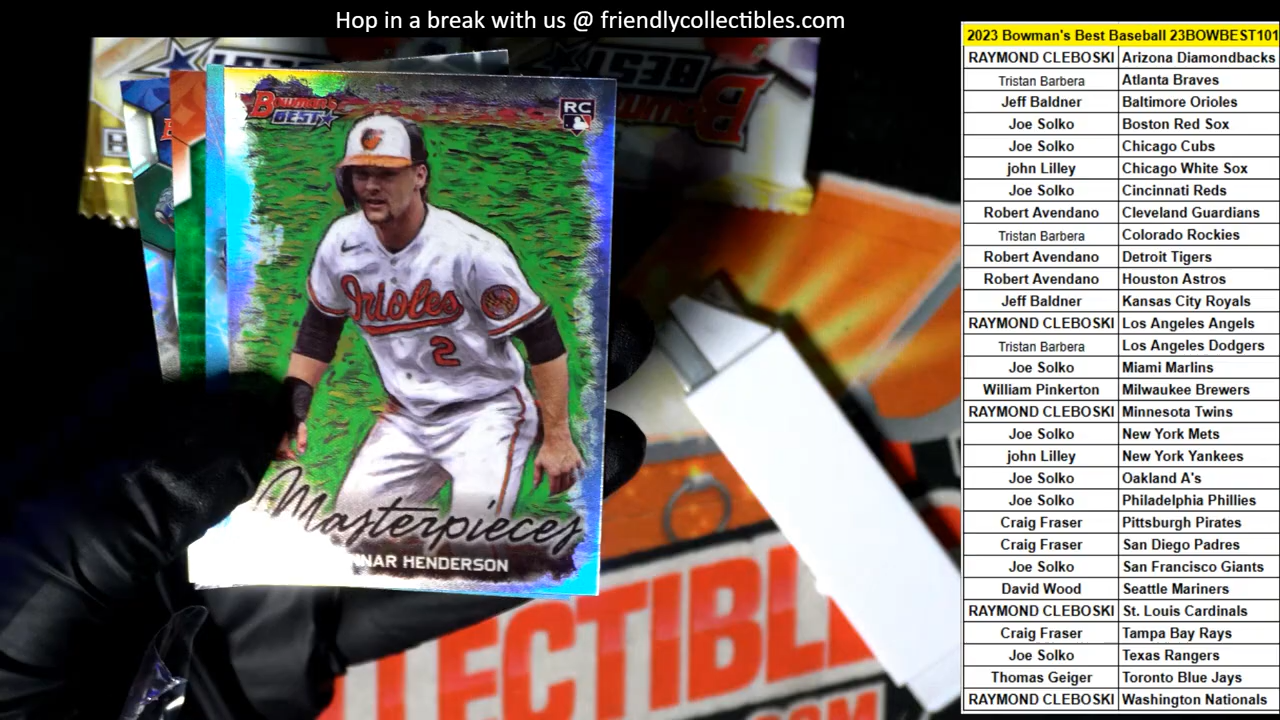 Hop in a break with us @ friendlycollectibles.com
BOWMAN'S
BEST
RC
Orioles
2
Masterpieces
NNAR HENDERSON
LECTIBL
.COM
2023 Bowman's Best Baseball 23BOWBEST101
RAYMOND CLEBOSKI Arizona Diamondbacks
Tristan Barbera Atlanta Braves
Jeff Baldner Baltimore Orioles
Joe Solko Boston Red Sox
Joe Solko Chicago Cubs
john Lilley Chicago White Sox
Joe Solko Cincinnati Reds
Robert Avendano Cleveland Guardians
Tristan Barbera Colorado Rockies
Robert Avendano Detroit Tigers
Robert Avendano Houston Astros
Jeff Baldner Kansas City Royals
RAYMOND CLEBOSKI Los Angeles Angels
Tristan Barbera Los Angeles Dodgers
Joe Solko Miami Marlins
William Pinkerton Milwaukee Brewers
RAYMOND CLEBOSKI Minnesota Twins
Joe Solko New York Mets
john Lilley New York Yankees
Joe Solko Oakland A's
Joe Solko Philadelphia Phillies
Craig Fraser Pittsburgh Pirates
Craig Fraser San Diego Padres
Joe Solko San Francisco Giants
David Wood Seattle Mariners
RAYMOND CLEBOSKI St. Louis Cardinals
Craig Fraser Tampa Bay Rays
Joe Solko Texas Rangers
Thomas Geiger Toronto Blue Jays
RAYMOND CLEBOSKI Washington Nationals